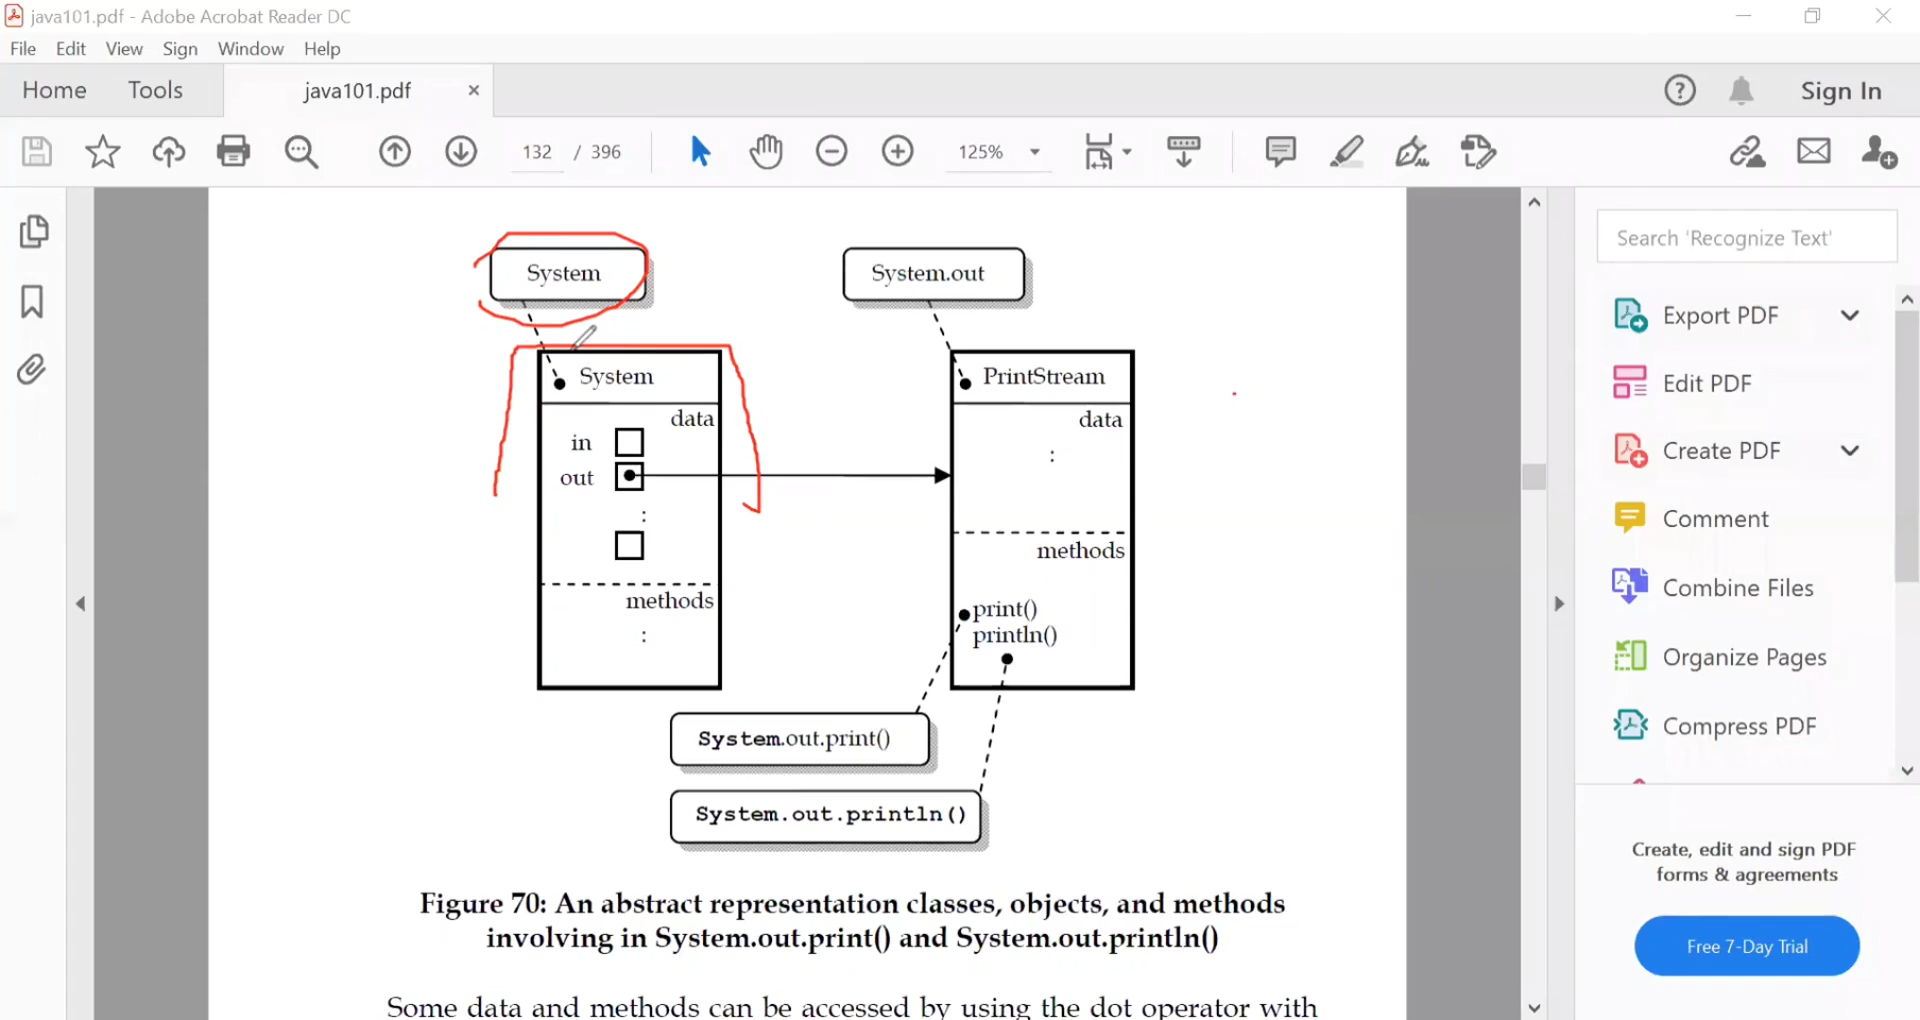 java101.pdf - Adobe Acrobat Reader DC
File Edit View Sign Window Help
Home Tools java101.pdf × Sign In
132 / 396 125%
System System.out
System PrintStream
data data
in :
out
: methods
methods print()
: println()
System.out.print()
System.out.println()
Figure 70: An abstract representation classes, objects, and methods
involving in System.out.print() and System.out.println()
Some data and methods can be accessed by using the dot operator with
Search 'Recognize Text'
Export PDF
Edit PDF
Create PDF
Comment
Combine Files
Organize Pages
Compress PDF
Create, edit and sign PDF
forms & agreements
Free 7-Day Trial